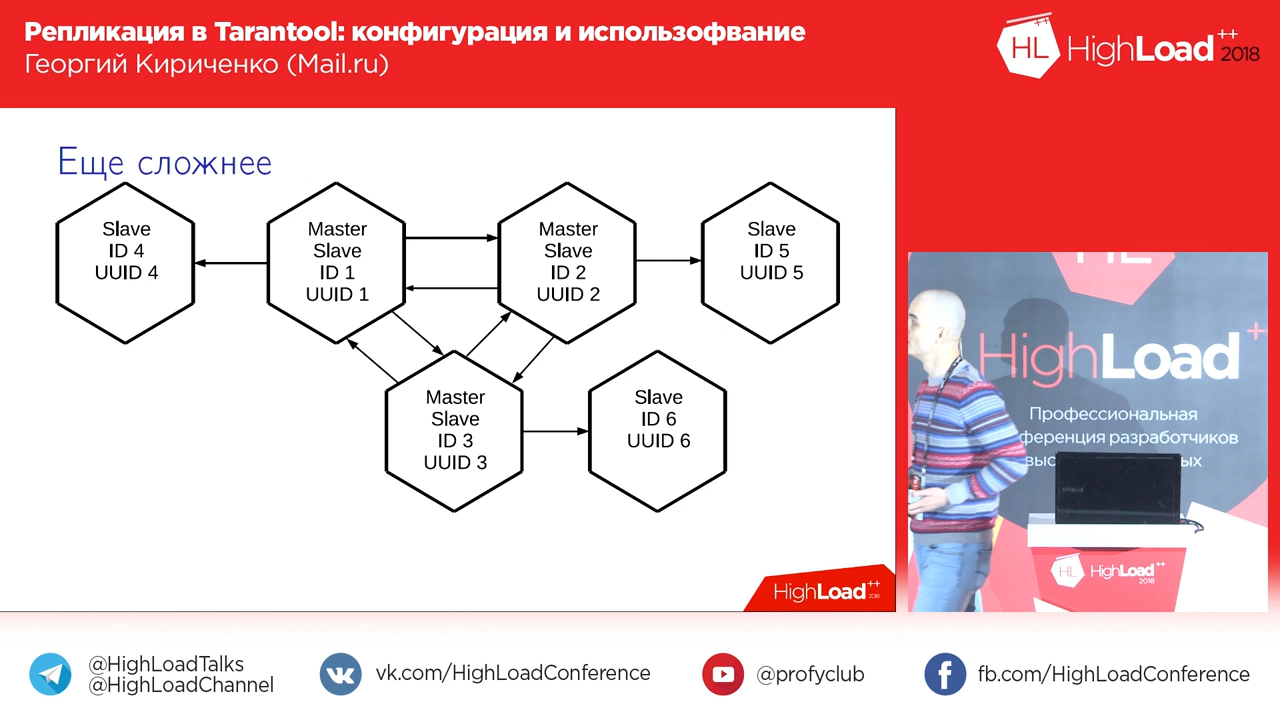 Репликация в Tarantool: конфигурация и использофвание
Георгий Кириченко (Mail.ru)
HL HighLoad++ 2018
Еще сложнее
Slave
ID 4
UUID 4
Master
Slave
ID 1
UUID 1
Master
Slave
ID 2
UUID 2
Slave
ID 5
UUID 5
Master
Slave
ID 3
UUID 3
Slave
ID 6
UUID 6
HighLoad++ 2018
HL
HighLoad+
Профессиональная
ференция разработчиков
выс ых
HL HighLoad++ 2018
@HighLoadTalks
@HighLoadChannel
vk.com/HighLoadConference
@profyclub
fb.com/HighLoadConference